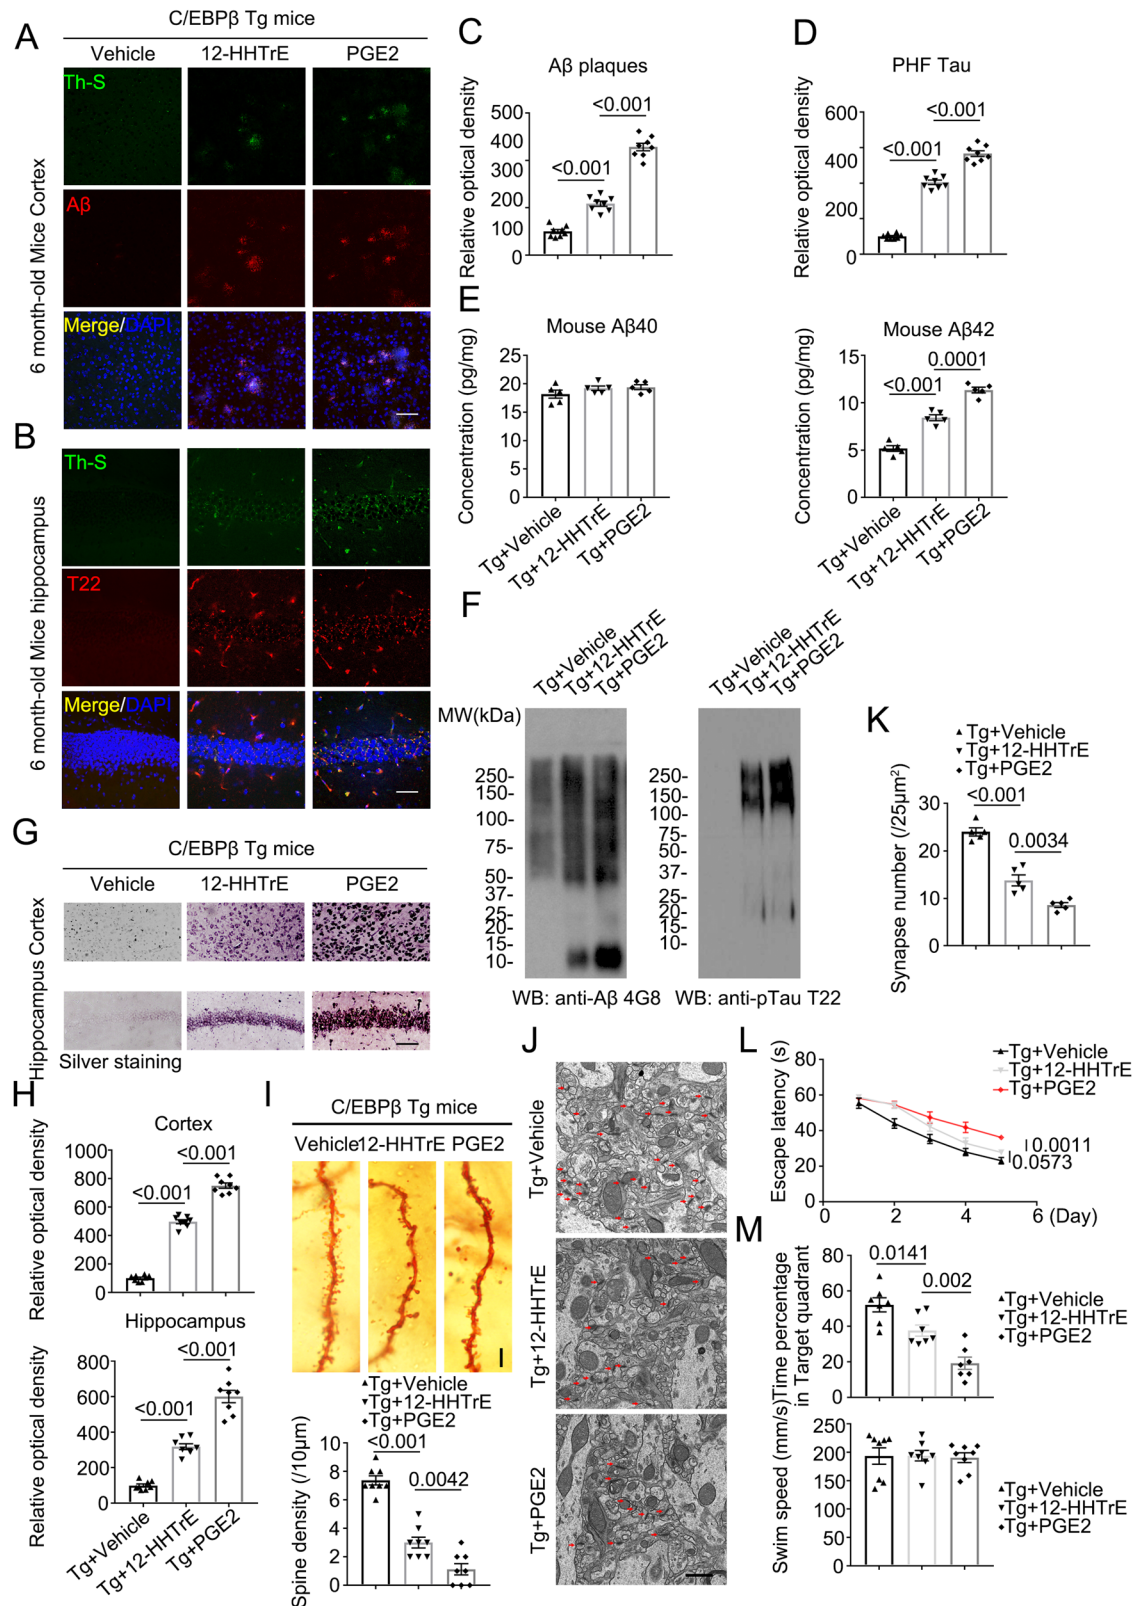 A
C/EBPβ Tg mice
Vehicle
12-HHTrE
PGE2
6 month-old Mice Cortex
Th-S
Aβ
Merge/DAPI
B
6 month-old Mice hippocampus
Th-S
T22
Merge/DAPI
C
Aβ plaques
Relative optical density
500
400
300
200
100
0
<0.001
<0.001
D
PHF Tau
Relative optical density
600
400
200
0
<0.001
<0.001
E
Mouse Aβ40
Concentration (pg/mg)
25
20
15
10
5
0
Tg+Vehicle
Tg+12-HHTrE
Tg+PGE2
Mouse Aβ42
Concentration (pg/mg)
15
10
5
0
<0.001
0.0001
Tg+Vehicle
Tg+12-HHTrE
Tg+PGE2
F
Tg+Vehicle
Tg+12-HHTrE
Tg+PGE2
MW(kDa)
250-
150-
100-
75-
50-
37-
25-
20-
15-
10-
WB: anti-Aβ 4G8
Tg+Vehicle
Tg+12-HHTrE
Tg+PGE2
250-
150-
100-
75-
50-
37-
25-
20-
15-
10-
WB: anti-pTau T22
G
C/EBPβ Tg mice
Vehicle
12-HHTrE
PGE2
Cortex
Hippocampus
Silver staining
H
Cortex
Relative optical density
1000
800
600
400
200
0
<0.001
<0.001
Hippocampus
Relative optical density
800
600
400
200
0
<0.001
<0.001
Tg+Vehicle
Tg+12-HHTrE
Tg+PGE2
I
C/EBPβ Tg mice
Vehicle
12-HHTrE
PGE2
Tg+Vehicle
Tg+12-HHTrE
Tg+PGE2
Spine density (/10μm)
10
8
6
4
2
0
<0.001
0.0042
J
Tg+Vehicle
Tg+12-HHTrE
Tg+PGE2
K
Tg+Vehicle
Tg+12-HHTrE
Tg+PGE2
Synapse number (/25μm²)
30
20
10
0
<0.001
0.0034
L
Escape latency (s)
80
60
40
20
0
0
2
4
6 (Day)
Tg+Vehicle
Tg+12-HHTrE
Tg+PGE2
0.0011
0.0573
M
Time percentage
in Target quadrant
80
60
40
20
0
0.0141
0.002
Tg+Vehicle
Tg+12-HHTrE
Tg+PGE2
Swim speed (mm/s)
250
200
150
100
50
0
Tg+Vehicle
Tg+12-HHTrE
Tg+PGE2